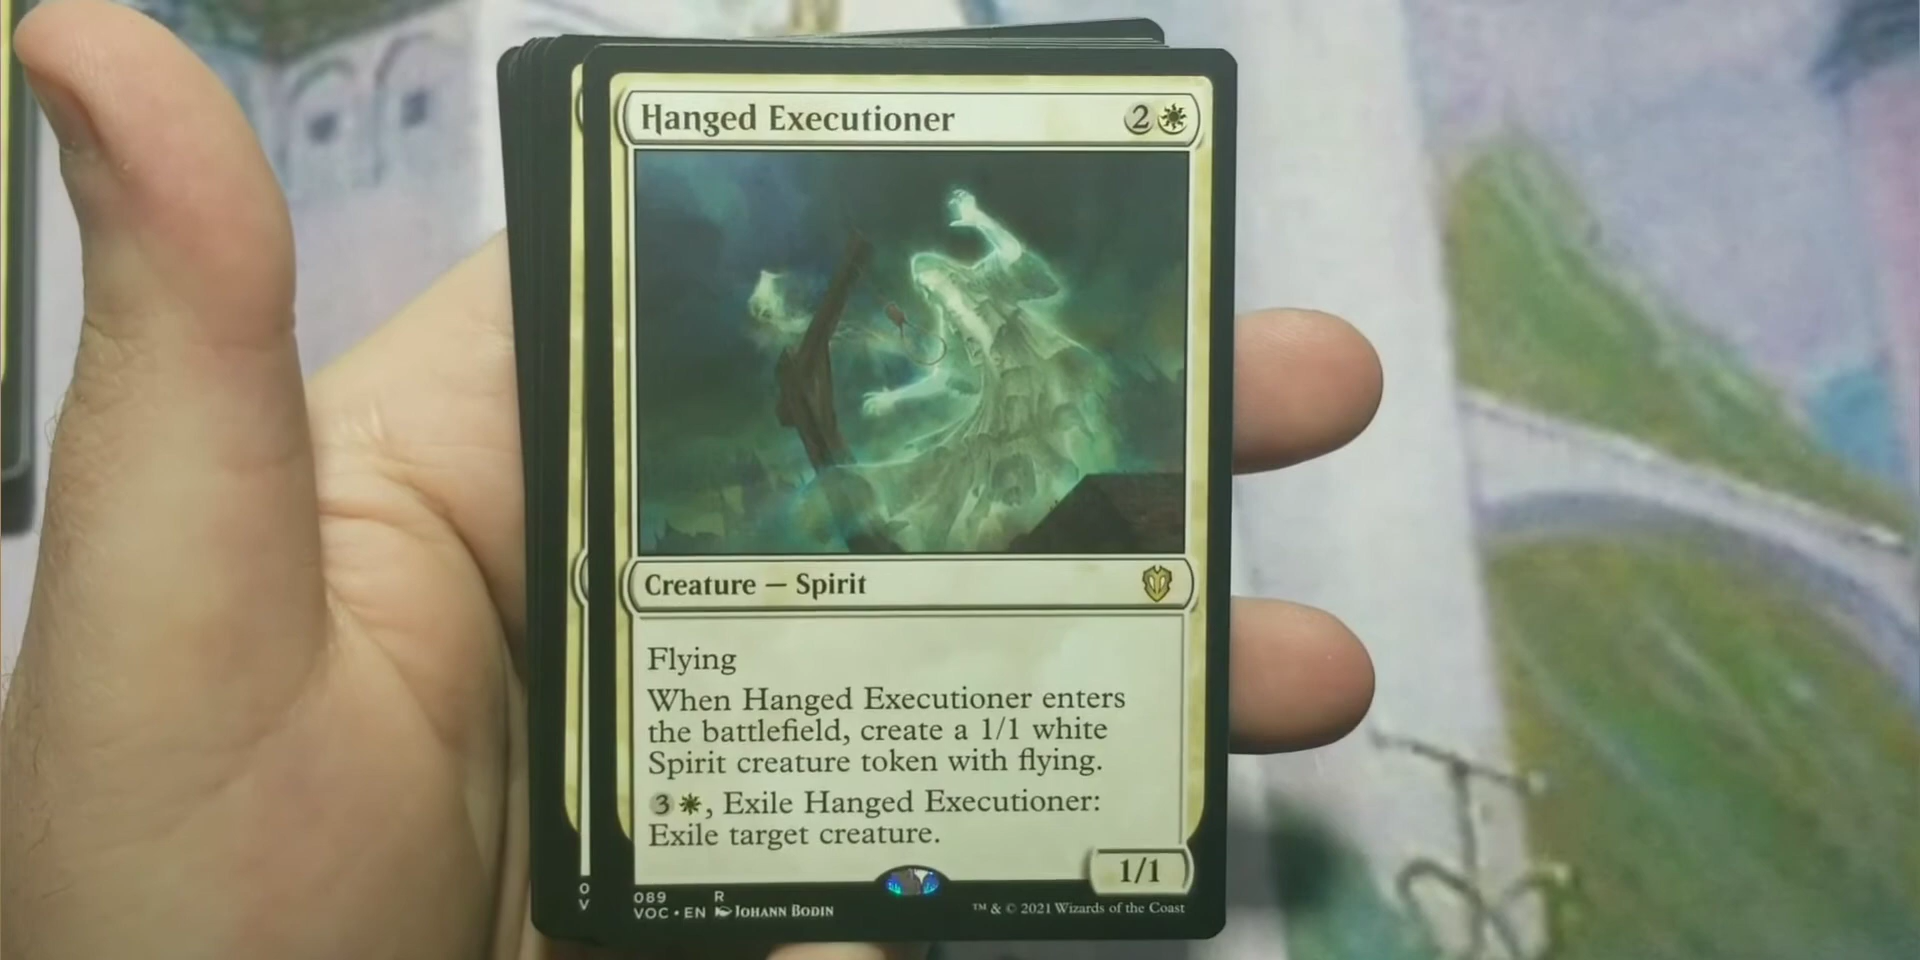 Hanged Executioner 2
Creature — Spirit
Flying
When Hanged Executioner enters
the battlefield, create a 1/1 white
Spirit creature token with flying.
3 , Exile Hanged Executioner:
Exile target creature.
1/1
089 R
VOC • EN JOHANN BODIN
™ & © 2021 Wizards of the Coast
O
V